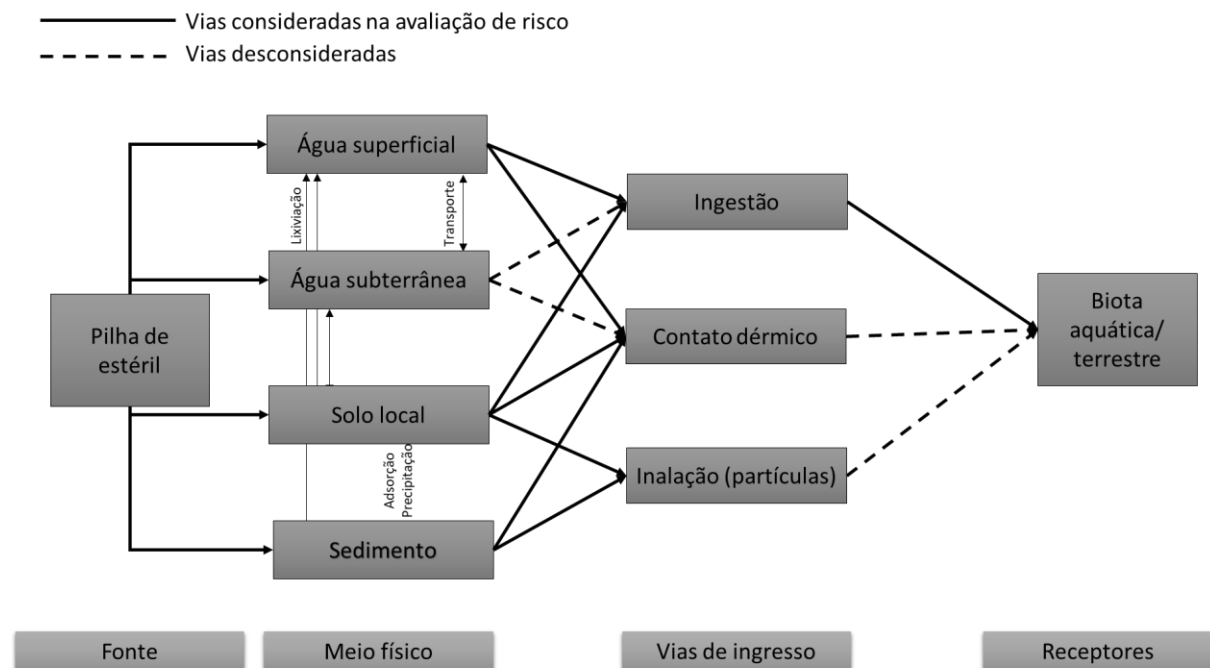 Vias consideradas na avaliação de risco
Vias desconsideradas
Água superficial
Lixiviação
Transporte
Ingestão
Água subterrânea
Pilha de
estéril
Biota
aquática/
terrestre
Contato dérmico
Solo local
Adsorção
Precipitação
Inalação (partículas)
Sedimento
Fonte
Meio físico
Vias de ingresso
Receptores